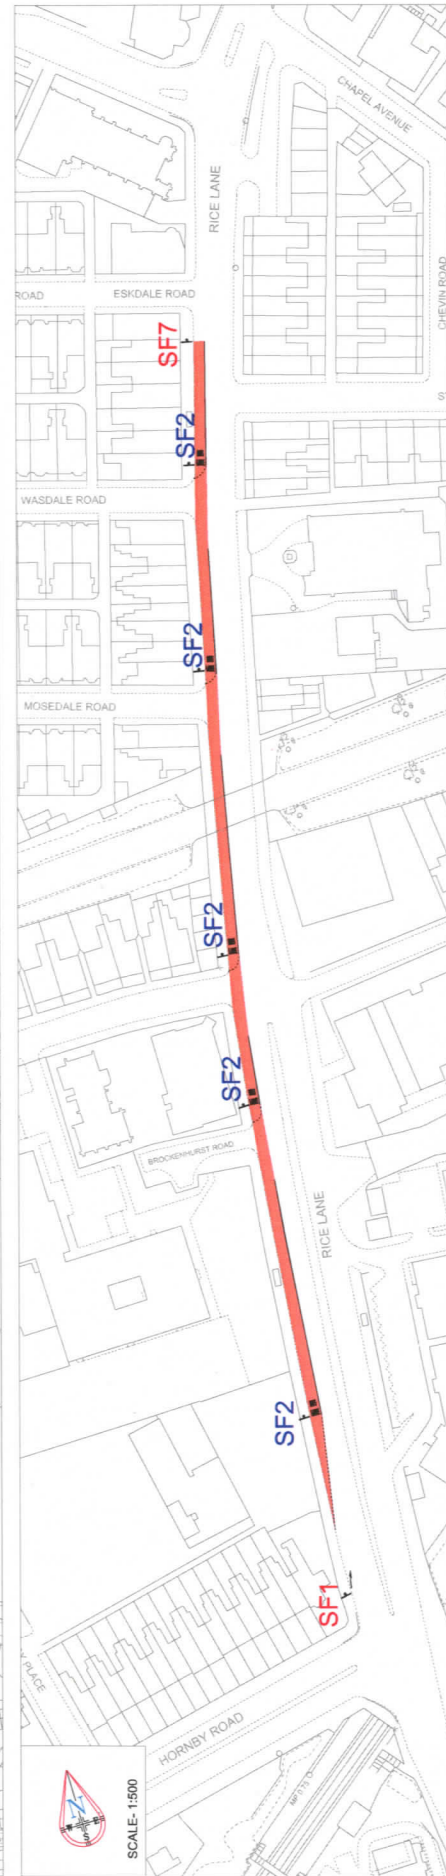 CHAPEL AVENUE
RICE LANE
ROAD
ESKDALE ROAD
CHEVIN ROAD
SF7
SF2
WASDALE ROAD
SF2
MOSEDALE ROAD
SF2
SF2
BROCKENHURST ROAD
RICE LANE
SF2
SF1
PLACE
HORNBY ROAD
N
S
SCALE- 1:500